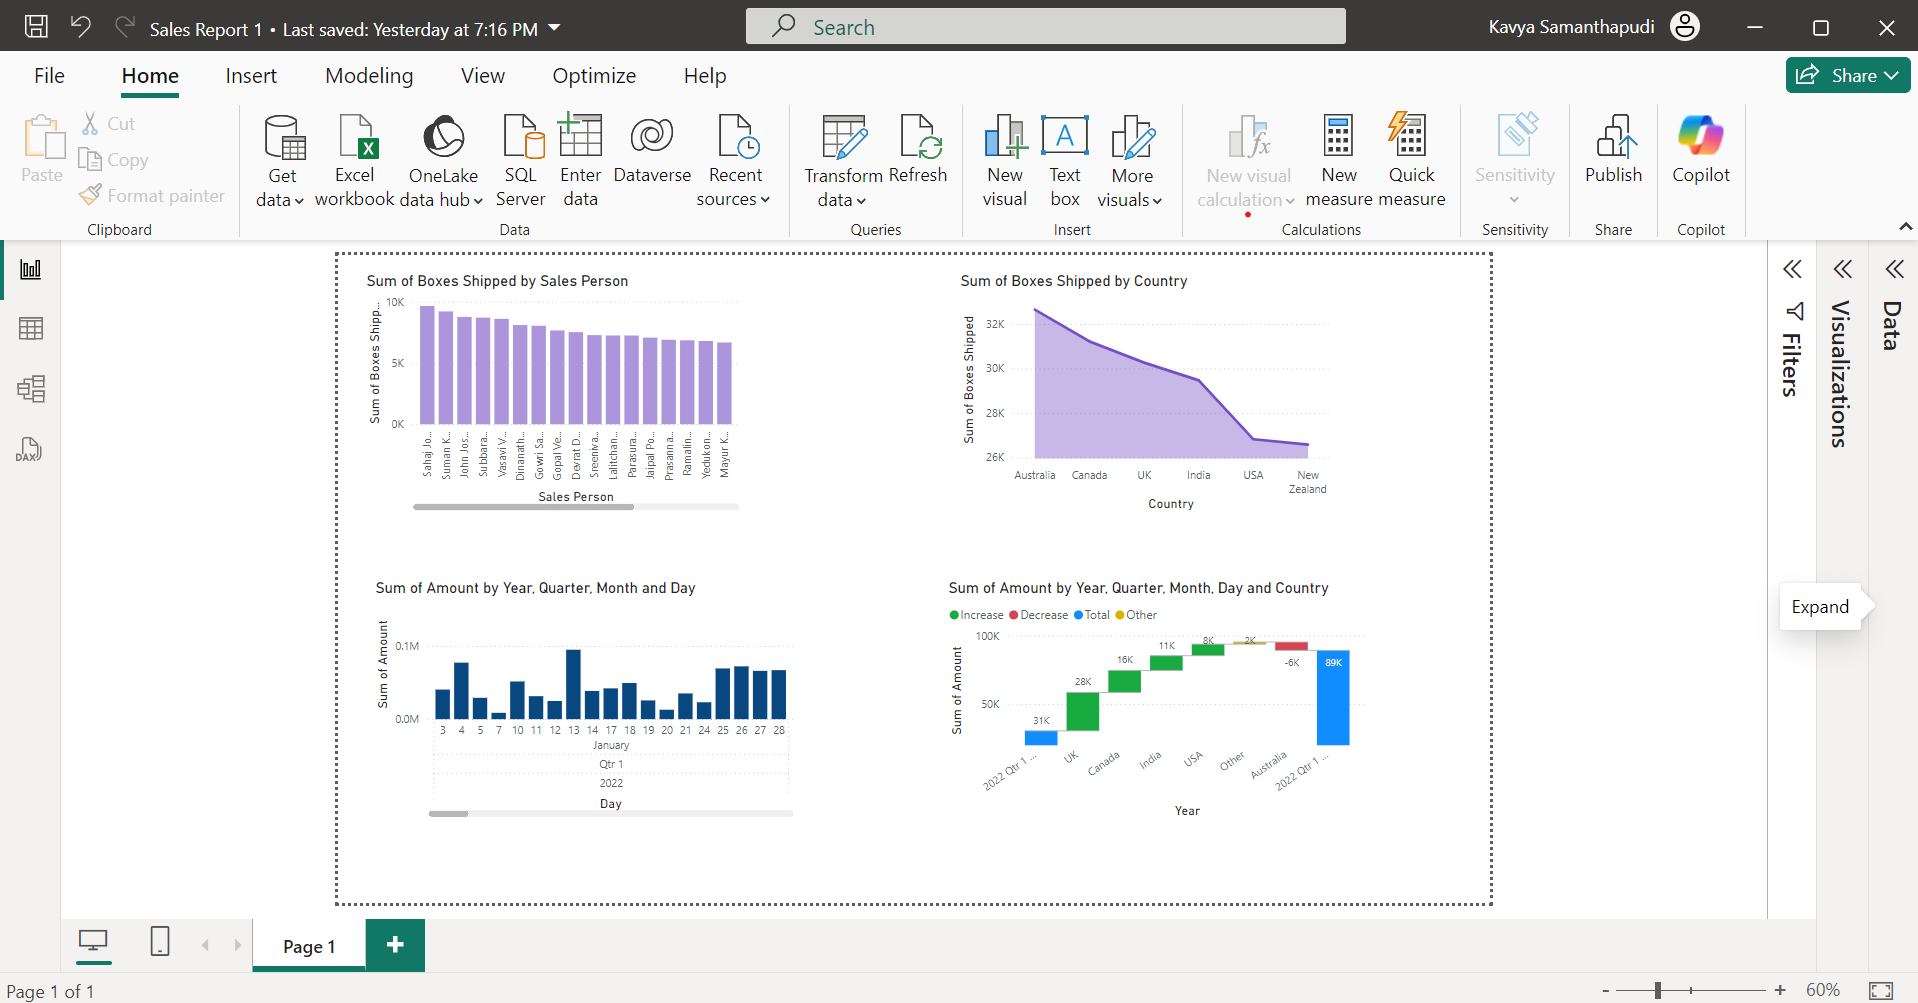 Sales Report 1 • Last saved: Yesterday at 7:16 PM
Search
Kavya Samanthapudi
File Home Insert Modeling View Optimize Help
Share
Paste
Cut
Copy
Format painter
Clipboard
Get data
Excel workbook
OneLake data hub
SQL Server
Enter data
Dataverse
Recent sources
Data
Transform data
Refresh
Queries
New visual
Text box
More visuals
Insert
New visual calculation
New measure
Quick measure
Calculations
Sensitivity
Sensitivity
Publish
Share
Copilot
Copilot
DAX
Sum of Boxes Shipped by Sales Person
Sum of Boxes Shipp...
10K
5K
0K
Sahaj Jo...
Suman K...
John Jos...
Subbara...
Vasavi V...
Dinanath...
Gowri Sa...
Gopal Ve...
Devrat D...
Sreeniva...
Lalitchan...
Parasura...
Jaipal Po...
Prasanna...
Ramalin...
Yedukon...
Mayur K...
Sales Person
Sum of Boxes Shipped by Country
Sum of Boxes Shipped
32K
30K
28K
26K
Australia Canada UK India USA New Zealand
Country
Sum of Amount by Year, Quarter, Month and Day
Sum of Amount
0.1M
0.0M
3 4 5 7 10 11 12 13 14 17 18 19 20 21 24 25 26 27 28
January
Qtr 1
2022
Day
Sum of Amount by Year, Quarter, Month, Day and Country
Increase Decrease Total Other
Sum of Amount
100K
50K
31K
28K
16K
11K
8K
2K
-6K
89K
2022 Qtr 1 ...
UK
Canada
India
USA
Other
Australia
2022 Qtr 1 ...
Year
Filters
Visualizations
Data
Expand
Page 1
+
Page 1 of 1
- + 60%